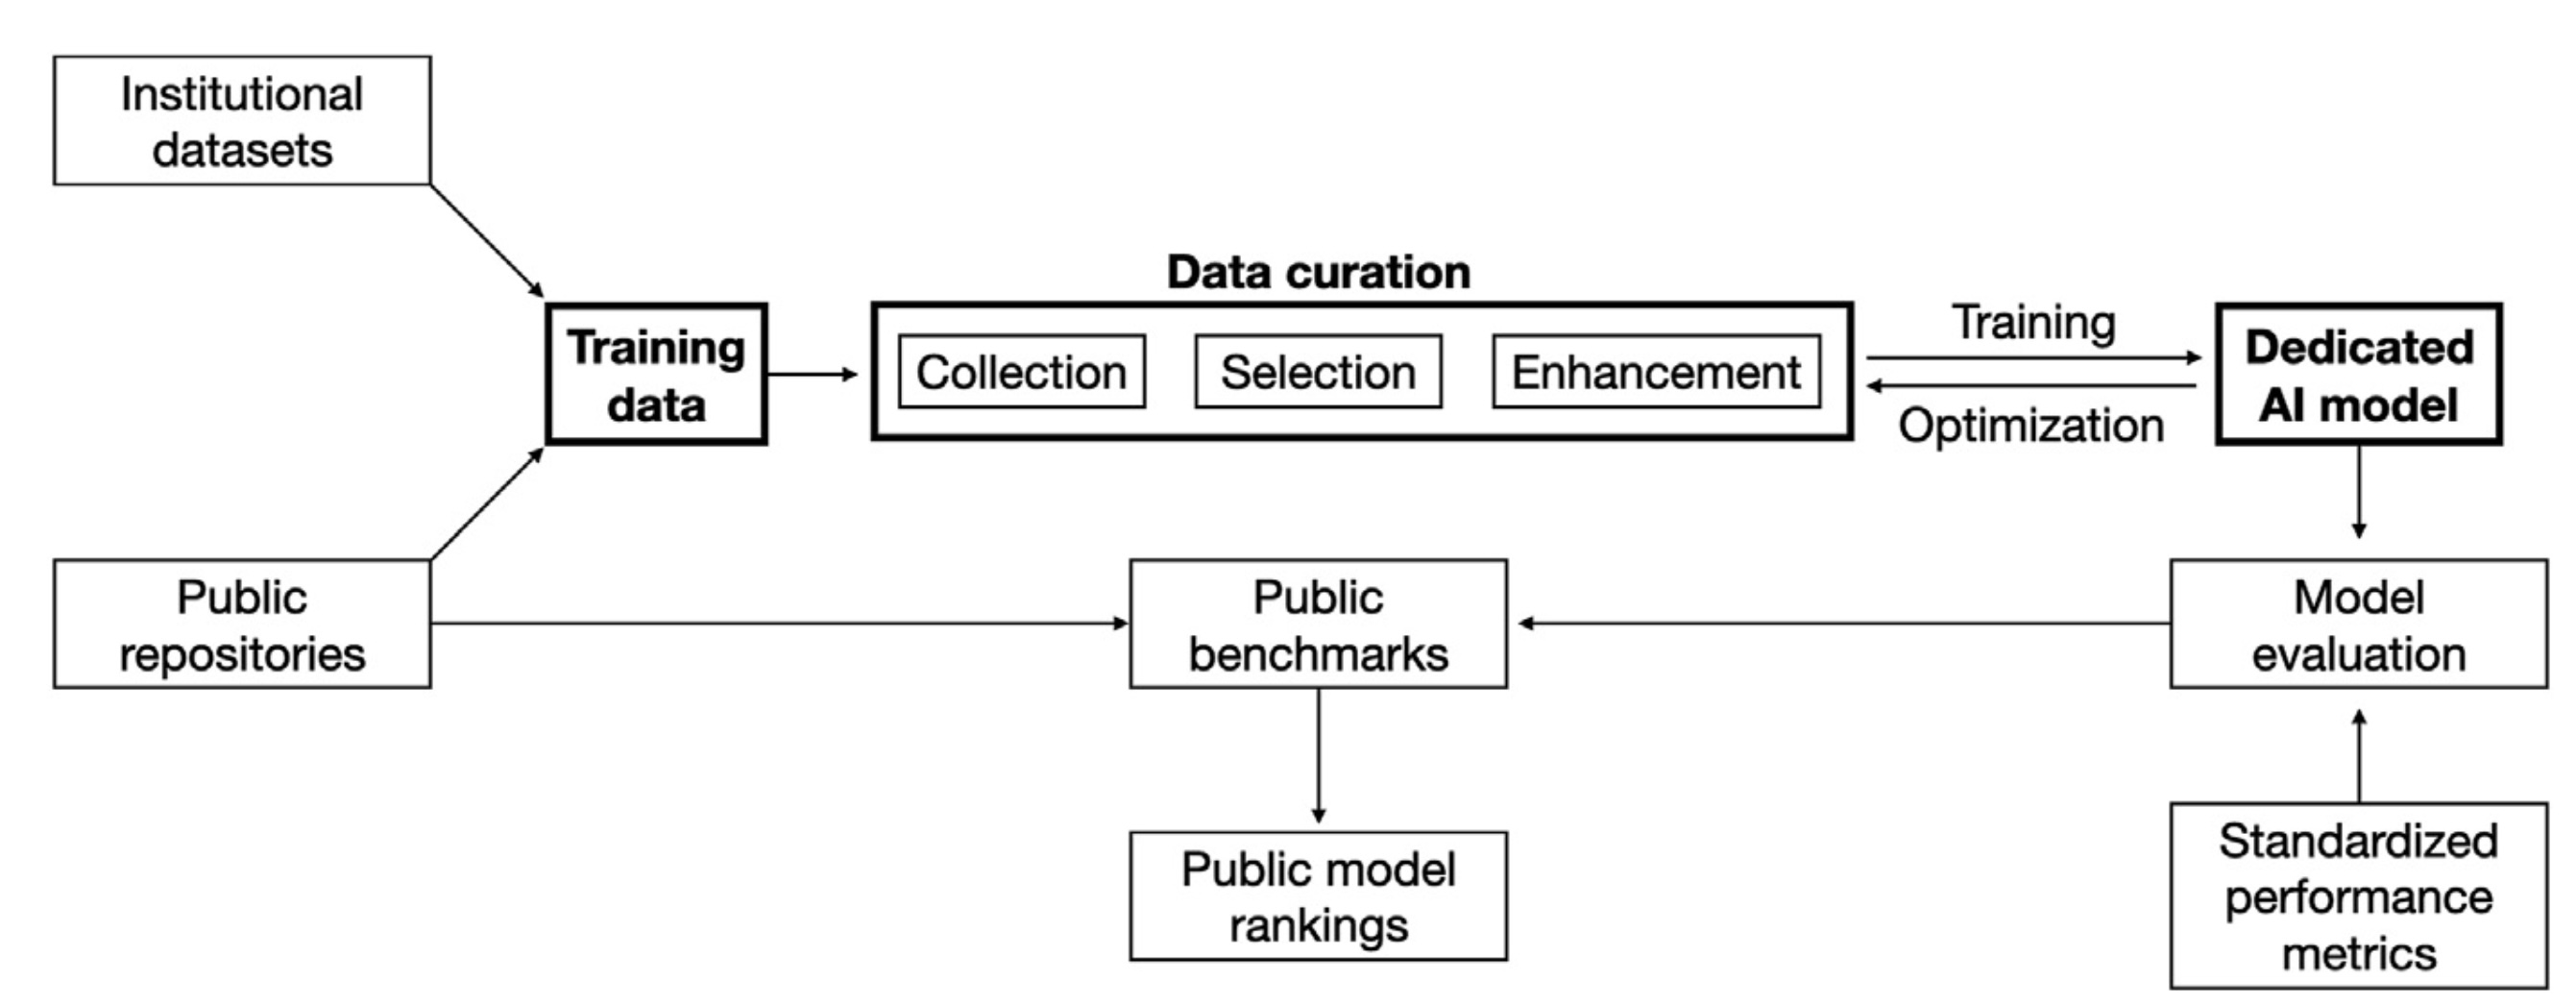 Institutional
datasets
Data curation
Training
data
Collection
Selection
Enhancement
Training
Optimization
Dedicated
AI model
Public
repositories
Public
benchmarks
Model
evaluation
Public model
rankings
Standardized
performance
metrics